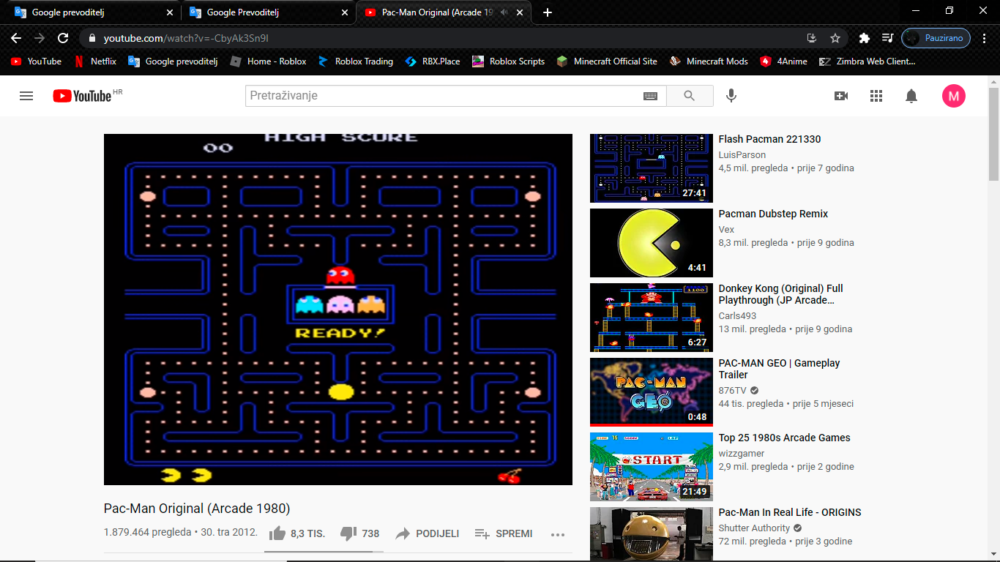 Google prevoditelj
Google Prevoditelj
Pac-Man Original (Arcade 19
youtube.com/watch?v=-CbyAk3Sn9I
Pauzirano
YouTube
Netflix
Google prevoditelj
Home - Roblox
Roblox Trading
RBX.Place
Roblox Scripts
Minecraft Official Site
Minecraft Mods
4Anime
Zimbra Web Client...
YouTube HR
Pretraživanje
M
HIGH SCORE
00
READY!
Pac-Man Original (Arcade 1980)
1.879.464 pregleda • 30. tra 2012.
8,3 TIS.
738
PODIJELI
SPREMI
27:41
Flash Pacman 221330
LuisParson
4,5 mil. pregleda • prije 7 godina
4:41
Pacman Dubstep Remix
Vex
8,3 mil. pregleda • prije 9 godina
1100
6:27
Donkey Kong (Original) Full
Playthrough (JP Arcade...
Carls493
13 mil. pregleda • prije 9 godina
PAC-MAN
GEO
0:48
PAC-MAN GEO | Gameplay
Trailer
876TV
44 tis. pregleda • prije 5 mjeseci
START
21:49
Top 25 1980s Arcade Games
wizzgamer
2,9 mil. pregleda • prije 2 godine
Pac-Man In Real Life - ORIGINS
Shutter Authority
72 mil. pregleda • prije 3 godine